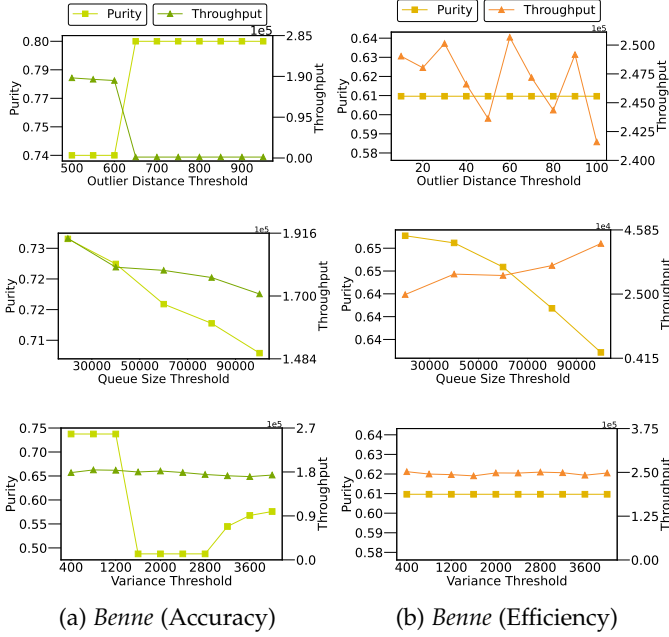 Purity Throughput
Purity Throughput
1e5
0.80
0.79
0.77
0.75
0.74
Purity
2.85
1.90
0.95
0.00
Throughput
500 600 700 800 900
Outlier Distance Threshold
1e5
0.64
0.63
0.62
0.61
0.60
0.59
0.58
Purity
2.500
2.475
2.450
2.425
2.400
Throughput
20 40 60 80 100
Outlier Distance Threshold
1e5
0.73
0.72
0.72
0.71
Purity
1.916
1.700
1.484
Throughput
30000 50000 70000 90000
Queue Size Threshold
1e4
0.65
0.65
0.64
0.64
0.64
Purity
4.585
2.500
0.415
Throughput
30000 50000 70000 90000
Queue Size Threshold
1e5
0.75
0.70
0.65
0.60
0.55
0.50
Purity
2.7
1.8
0.9
0.0
Throughput
400 1200 2000 2800 3600
Variance Threshold
1e5
0.64
0.63
0.62
0.61
0.60
0.59
0.58
Purity
3.75
2.50
1.25
0.00
Throughput
400 1200 2000 2800 3600
Variance Threshold
(a) Benne (Accuracy)
(b) Benne (Efficiency)